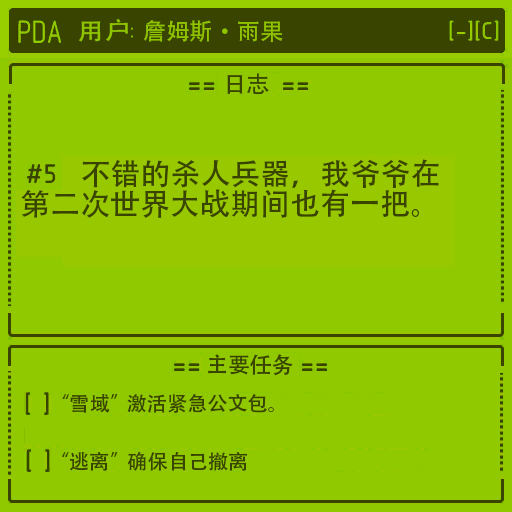 PDA 用户: 詹姆斯·雨果 [-][C]
== 日志 ==
#5 不错的杀人兵器，我爷爷在
第二次世界大战期间也有一把。
== 主要任务 ==
[ ] “雪域” 激活紧急公文包。
[ ] “逃离” 确保自己撤离